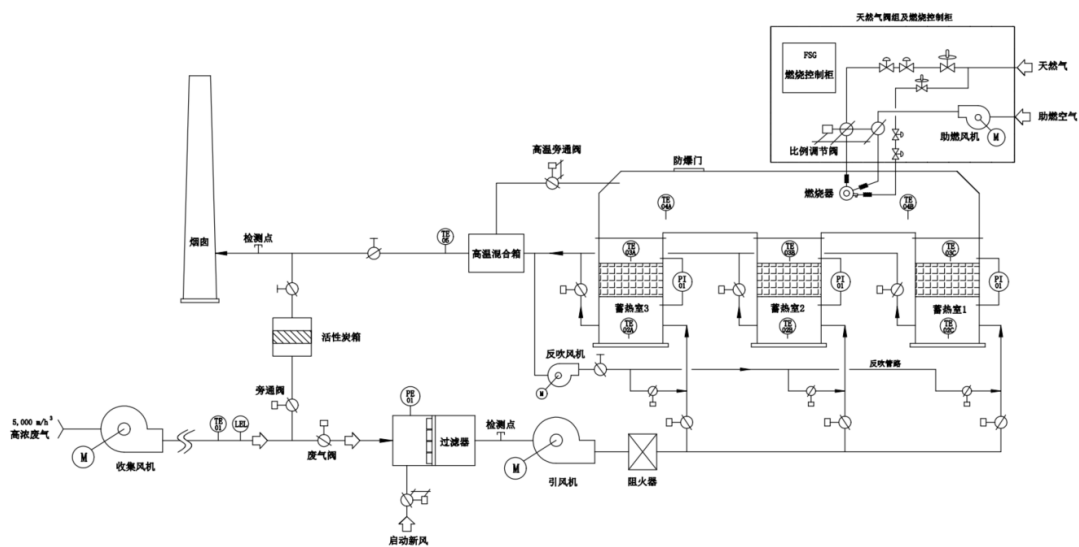 天然气阀组及燃烧控制柜
FSG
燃烧控制柜
天然气
助燃空气
助燃风机
M
比例调节阀
燃烧器
高温旁通阀
防爆门
TE
04A
TE
04B
烟囱
检测点
TE
06
高温混合箱
TE
03A
TE
03B
TE
03C
PI
01
PI
01
PI
01
蓄热室3
蓄热室2
蓄热室1
TE
02A
TE
02B
TE
02C
活性炭箱
反吹风机
M
反吹管路
旁通阀
5,000 m/h³
高浓废气
M
收集风机
TE
01
LEL
废气阀
PE
01
过滤器
检测点
M
引风机
阻火器
启动新风